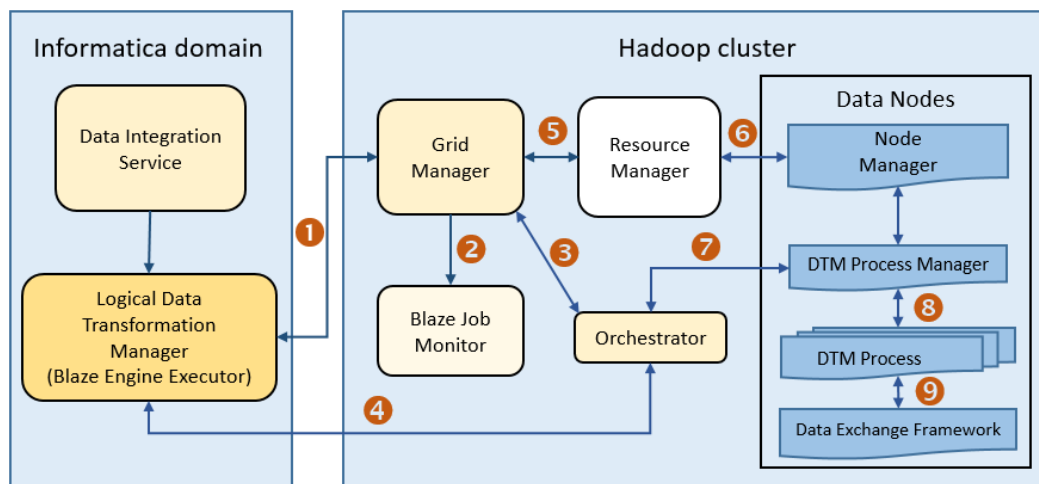 Informatica domain
Data Integration
Service
Logical Data
Transformation
Manager
(Blaze Engine Executor)
1
Hadoop cluster
Grid
Manager
5
Resource
Manager
6
2
3
Blaze Job
Monitor
Orchestrator
4
7
Data Nodes
Node
Manager
DTM Process Manager
8
DTM Process
9
Data Exchange Framework